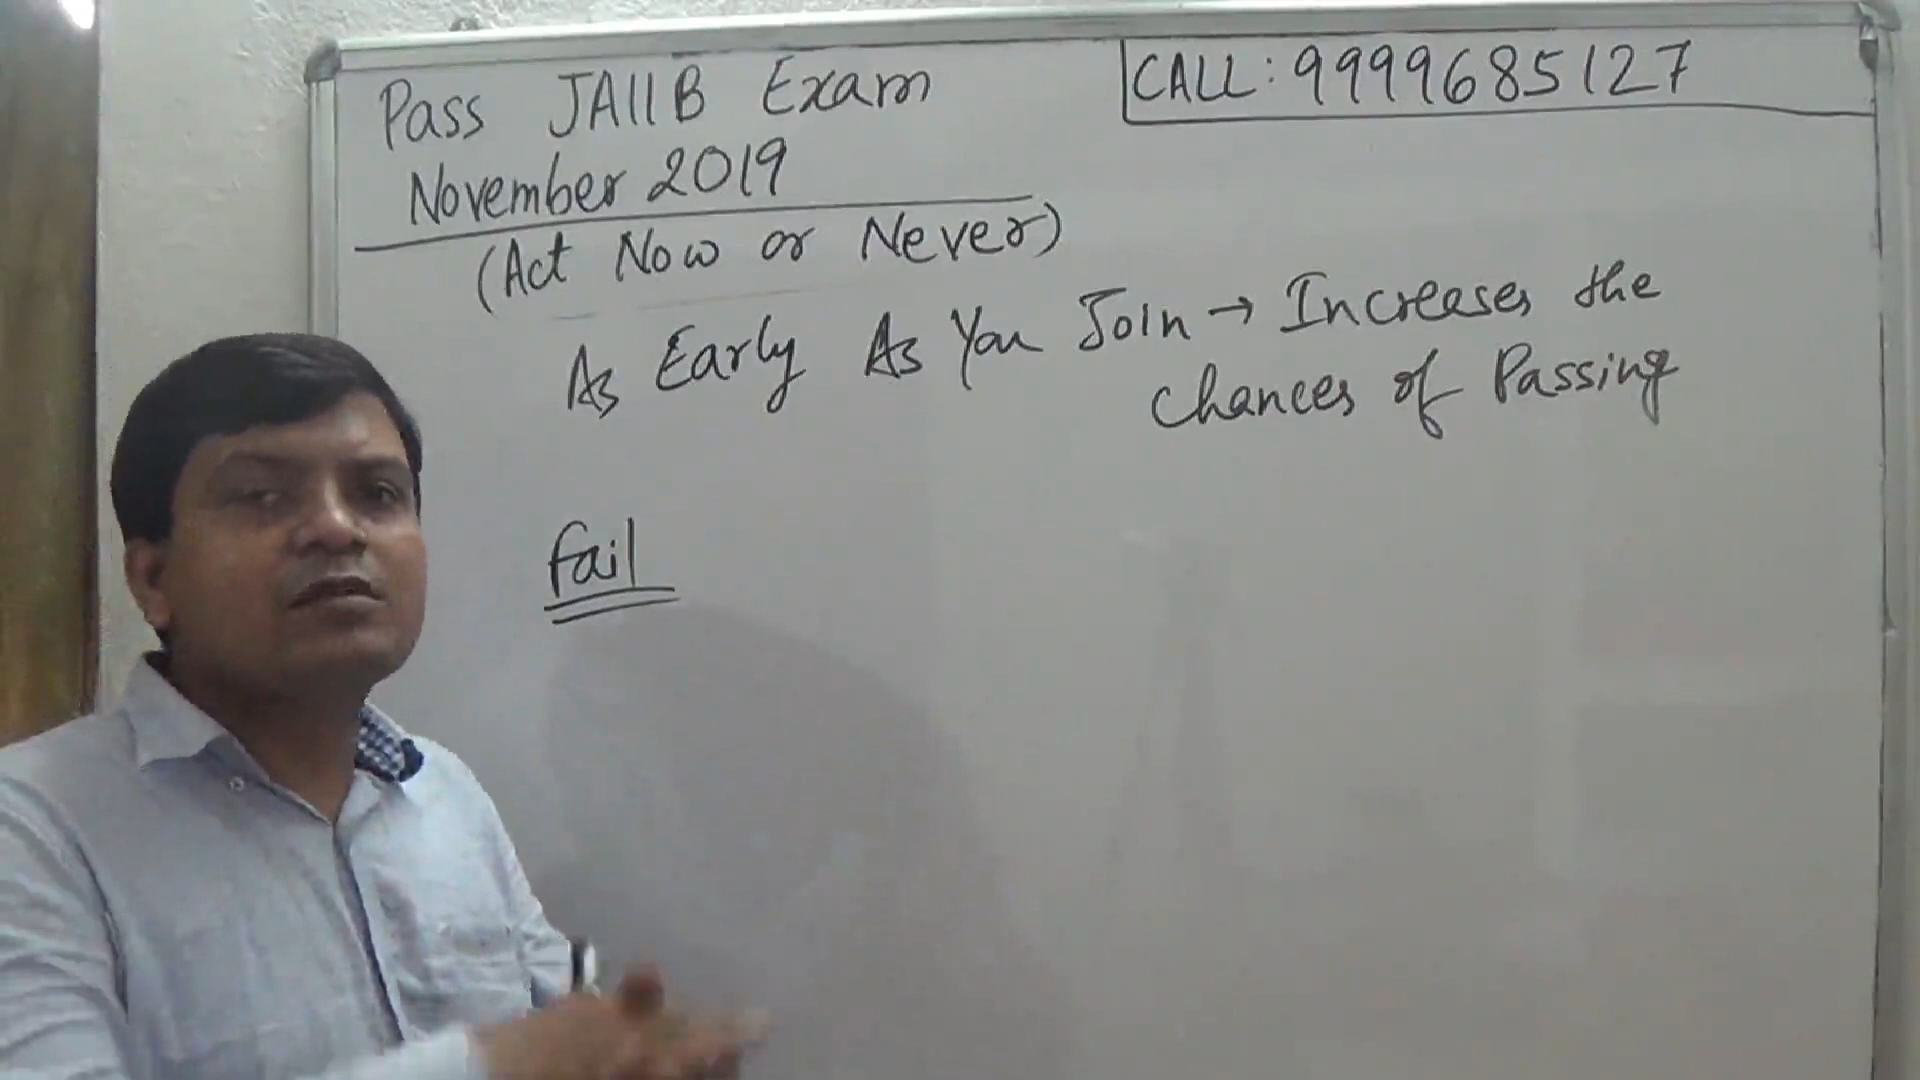 Pass JAIIB Exam
CALL: 9999685127
November 2019
(Act Now or Never)
As Early As You Join → Increases the
chances of Passing
Fail